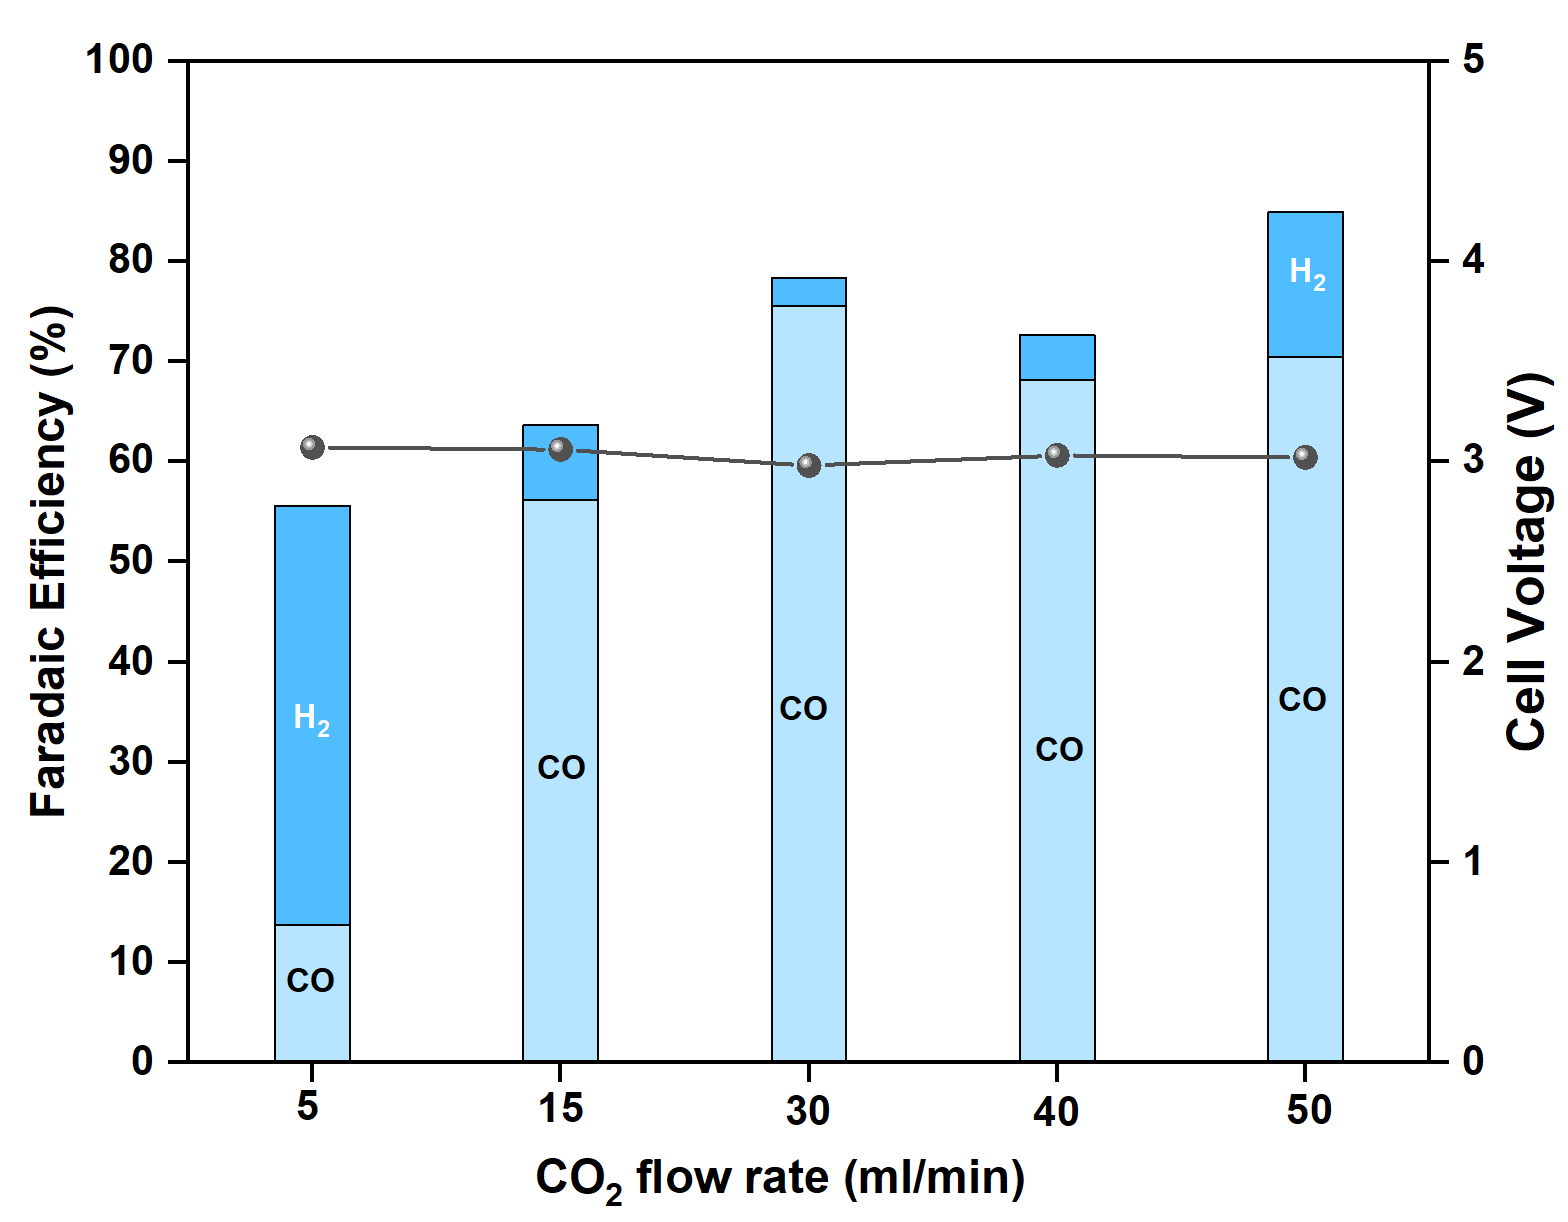 Faradaic Efficiency (%)
100
90
80
70
60
50
40
30
20
10
0
H₂
CO
CO
CO
CO
H₂
CO
5
4
3
2
1
0
Cell Voltage (V)
5 15 30 40 50
CO₂ flow rate (ml/min)